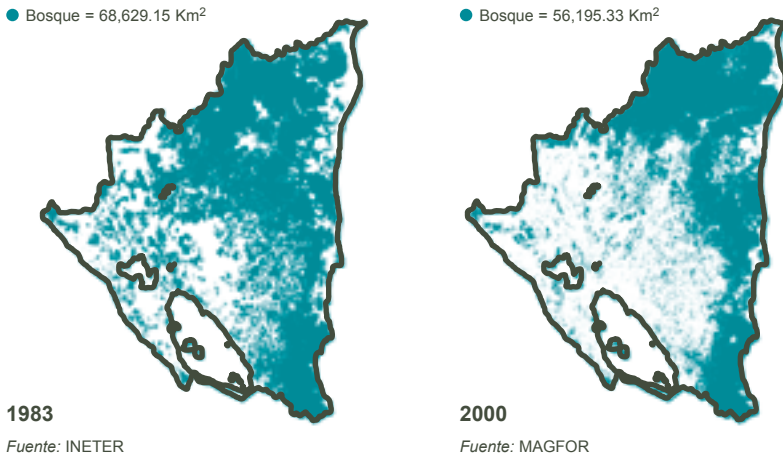 Bosque = 68,629.15 Km²
Bosque = 56,195.33 Km²
1983
2000
Fuente: INETER
Fuente: MAGFOR